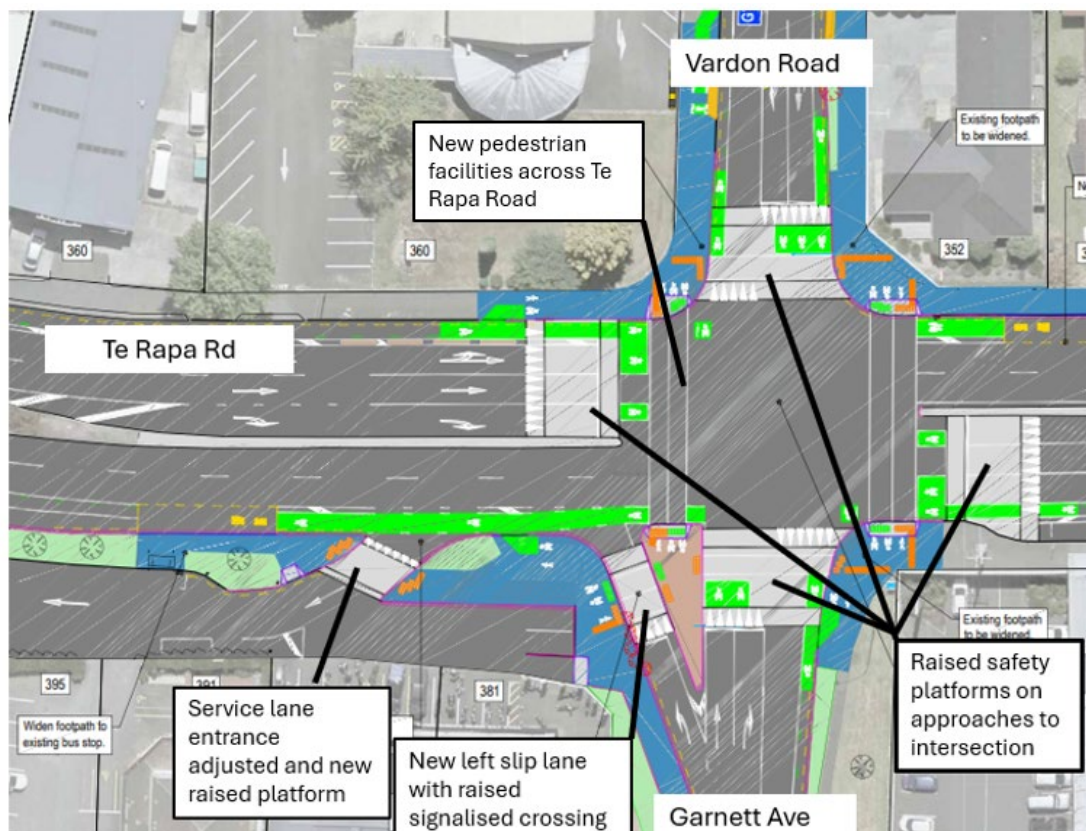 G
Vardon Road
New pedestrian
facilities across Te
Rapa Road
Existing footpath
to be widened.
360
360
352
Te Rapa Rd
Existing footpath
to be widened
395
391
381
Widen footpath to
existing bus stop.
Service lane
entrance
adjusted and new
raised platform
New left slip lane
with raised
signalised crossing
Raised safety
platforms on
approaches to
intersection
Garnett Ave